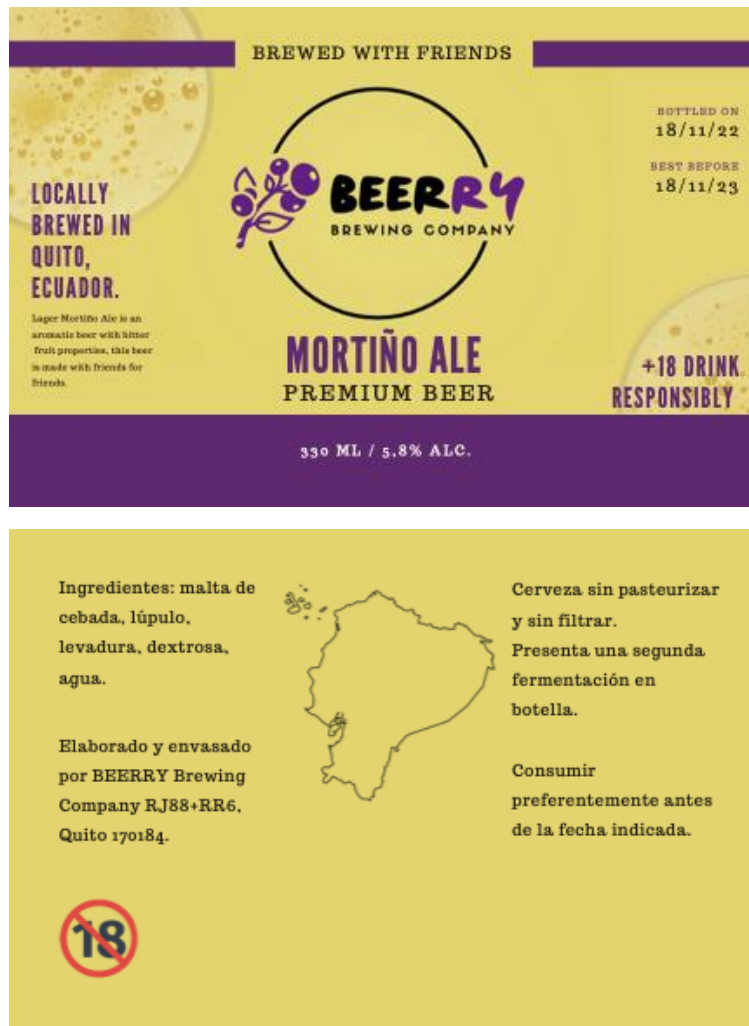 BREWED WITH FRIENDS
BOTTLED ON
18/11/22
BEST BEFORE
18/11/23
LOCALLY
BREWED IN
QUITO,
ECUADOR.
Lager Mortiño Ale is an
aromatic beer with bitter
fruit properties, this beer
is made with friends for
friends.
BEERRY
BREWING COMPANY
MORTIÑO ALE
PREMIUM BEER
+18 DRINK
RESPONSIBLY
330 ML / 5,8% ALC.
Ingredientes: malta de
cebada, lúpulo,
levadura, dextrosa,
agua.
Elaborado y envasado
por BEERRY Brewing
Company RJ88+RR6,
Quito 170184.
18
Cerveza sin pasteurizar
y sin filtrar.
Presenta una segunda
fermentación en
botella.
Consumir
preferentemente antes
de la fecha indicada.